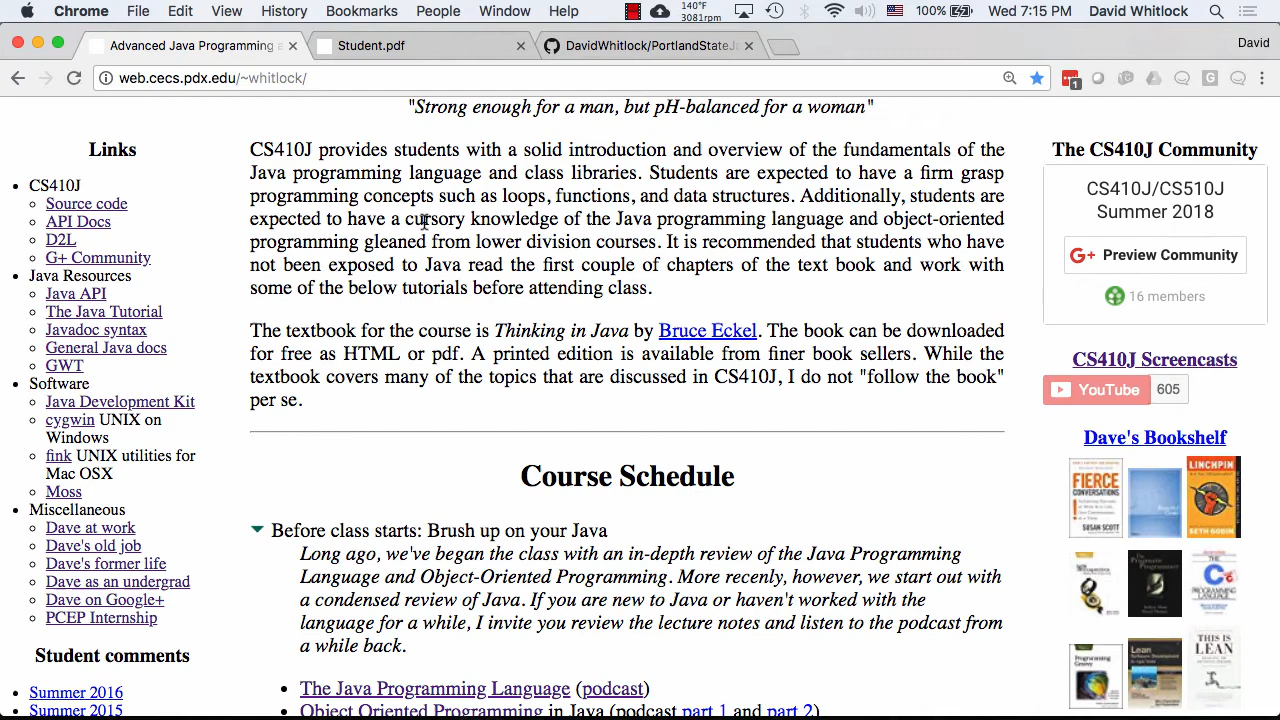 Chrome File Edit View History Bookmarks People Window Help 140°F 3081rpm 100% Wed 7:15 PM David Whitlock
Advanced Java Programming a
Student.pdf
DavidWhitlock/PortlandStateJa
David
web.cecs.pdx.edu/~whitlock/
1
"Strong enough for a man, but pH-balanced for a woman"
Links
CS410J
Source code
API Docs
D2L
G+ Community
Java Resources
Java API
The Java Tutorial
Javadoc syntax
General Java docs
GWT
Software
Java Development Kit
cygwin UNIX on
Windows
fink UNIX utilities for
Mac OSX
Moss
Miscellaneous
Dave at work
Dave's old job
Dave's former life
Dave as an undergrad
Dave on Google+
PCEP Internship
Student comments
Summer 2016
Summer 2015
CS410J provides students with a solid introduction and overview of the fundamentals of the
Java programming language and class libraries. Students are expected to have a firm grasp
programming concepts such as loops, functions, and data structures. Additionally, students are
expected to have a cursory knowledge of the Java programming language and object-oriented
programming gleaned from lower division courses. It is recommended that students who have
not been exposed to Java read the first couple of chapters of the text book and work with
some of the below tutorials before attending class.
The textbook for the course is Thinking in Java by Bruce Eckel. The book can be downloaded
for free as HTML or pdf. A printed edition is available from finer book sellers. While the
textbook covers many of the topics that are discussed in CS410J, I do not "follow the book"
per se.
Course Schedule
Before class starts: Brush up on your Java
Long ago, we've began the class with an in-depth review of the Java Programming
Language and Object-Oriented Programming. More recently, however, we start out with
a condensed review of Java. If you are new to Java or haven't worked with the
language for a while, I invite you review the lecture notes and listen to the podcast from
a while back.
The Java Programming Language (podcast)
Object Oriented Programming in Java (podcast part 1 and part 2)
The CS410J Community
CS410J/CS510J
Summer 2018
G+ Preview Community
16 members
CS410J Screencasts
YouTube 605
Dave's Bookshelf
FIERCE
CONVERSATIONS
SUSAN SCOTT
LINCHPIN
SETH GODIN
THE
C
PROGRAMMING
LANGUAGE
Programming
Groovy
Lean
THIS IS
LEAN